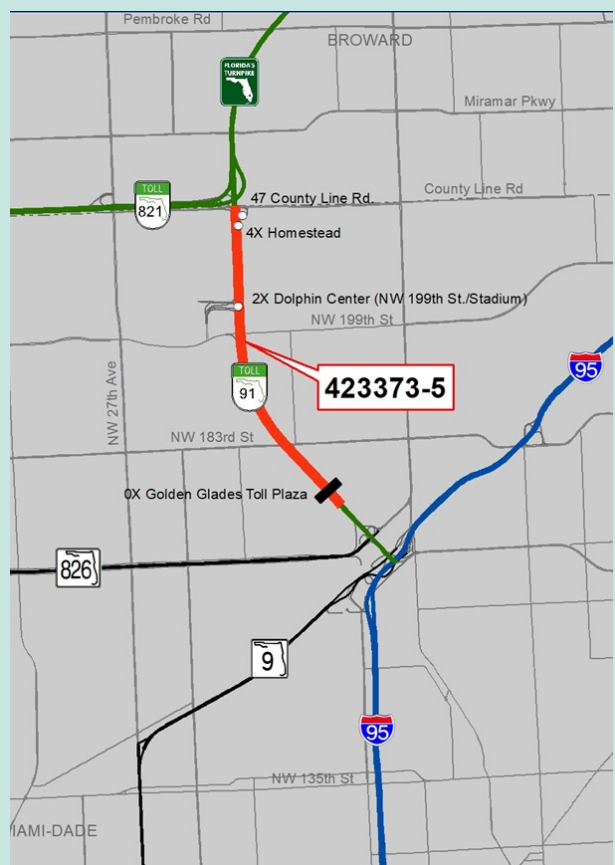 Pembroke Rd
BROWARD
FLORIDA'S
TURNPIKE
Miramar Pkwy
TOLL
821
47 County Line Rd.
County Line Rd
4X Homestead
2X Dolphin Center (NW 199th St./Stadium)
NW 199th St
95
TOLL
91
423373-5
NW 27th Ave
NW 183rd St
0X Golden Glades Toll Plaza
826
9
95
NW 135th St
IAMI-DADE